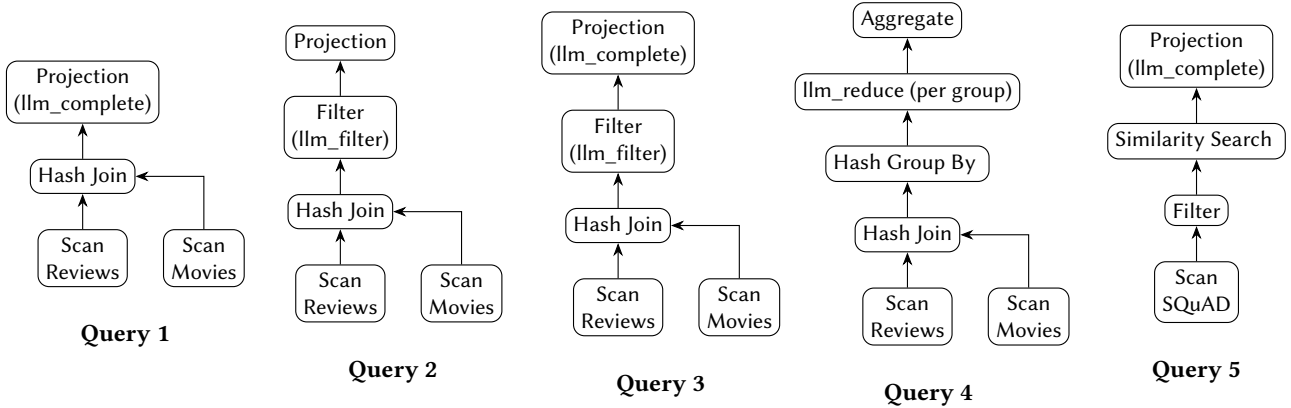 Projection
(llm_complete)
Hash Join
Scan
Reviews
Scan
Movies
Query 1
Projection
Filter
(llm_filter)
Hash Join
Scan
Reviews
Scan
Movies
Query 2
Projection
(llm_complete)
Filter
(llm_filter)
Hash Join
Scan
Reviews
Scan
Movies
Query 3
Aggregate
llm_reduce (per group)
Hash Group By
Hash Join
Scan
Reviews
Scan
Movies
Query 4
Projection
(llm_complete)
Similarity Search
Filter
Scan
SQuAD
Query 5